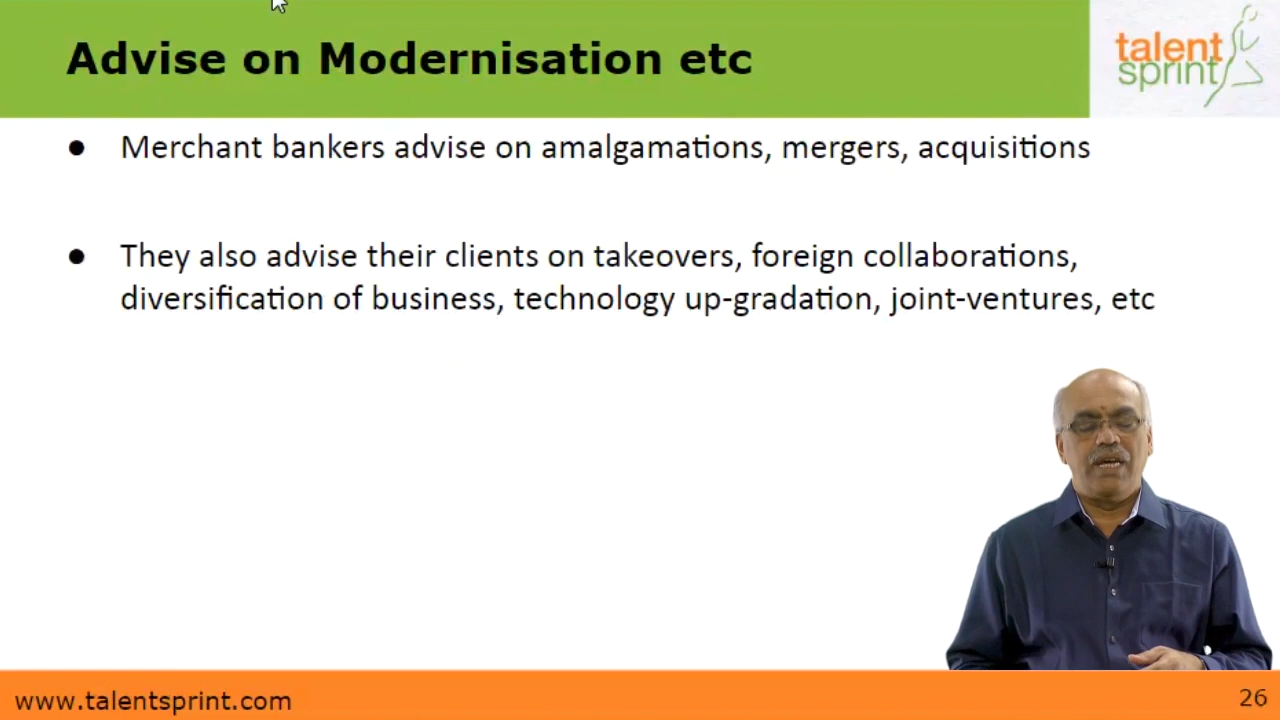 Advise on Modernisation etc
talent
sprint
● Merchant bankers advise on amalgamations, mergers, acquisitions
● They also advise their clients on takeovers, foreign collaborations,
diversification of business, technology up-gradation, joint-ventures, etc
www.talentsprint.com
26